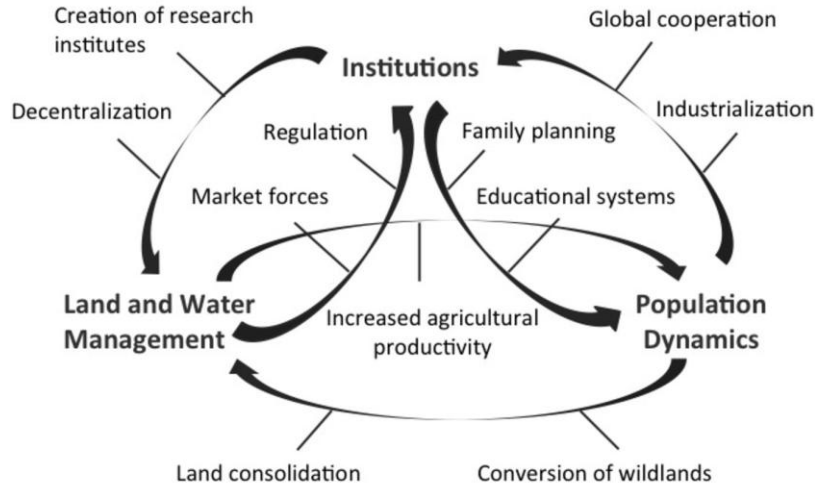 Creation of research
institutes
Global cooperation
Institutions
Decentralization
Industrialization
Regulation
Family planning
Market forces
Educational systems
Land and Water
Management
Increased agricultural
productivity
Population
Dynamics
Land consolidation
Conversion of wildlands